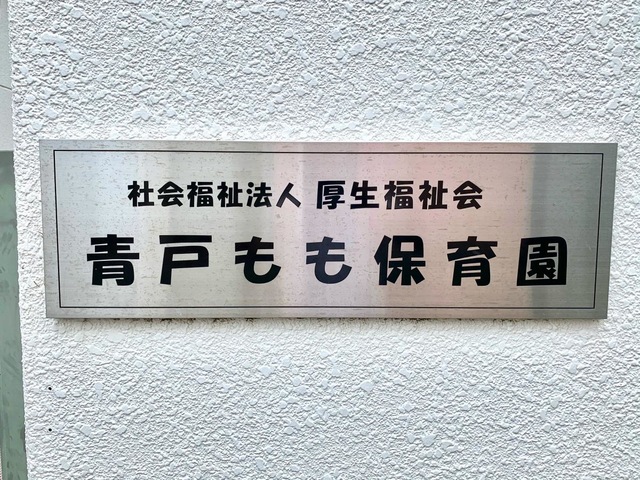 社会福祉法人 厚生福祉会
青戸もも保育園